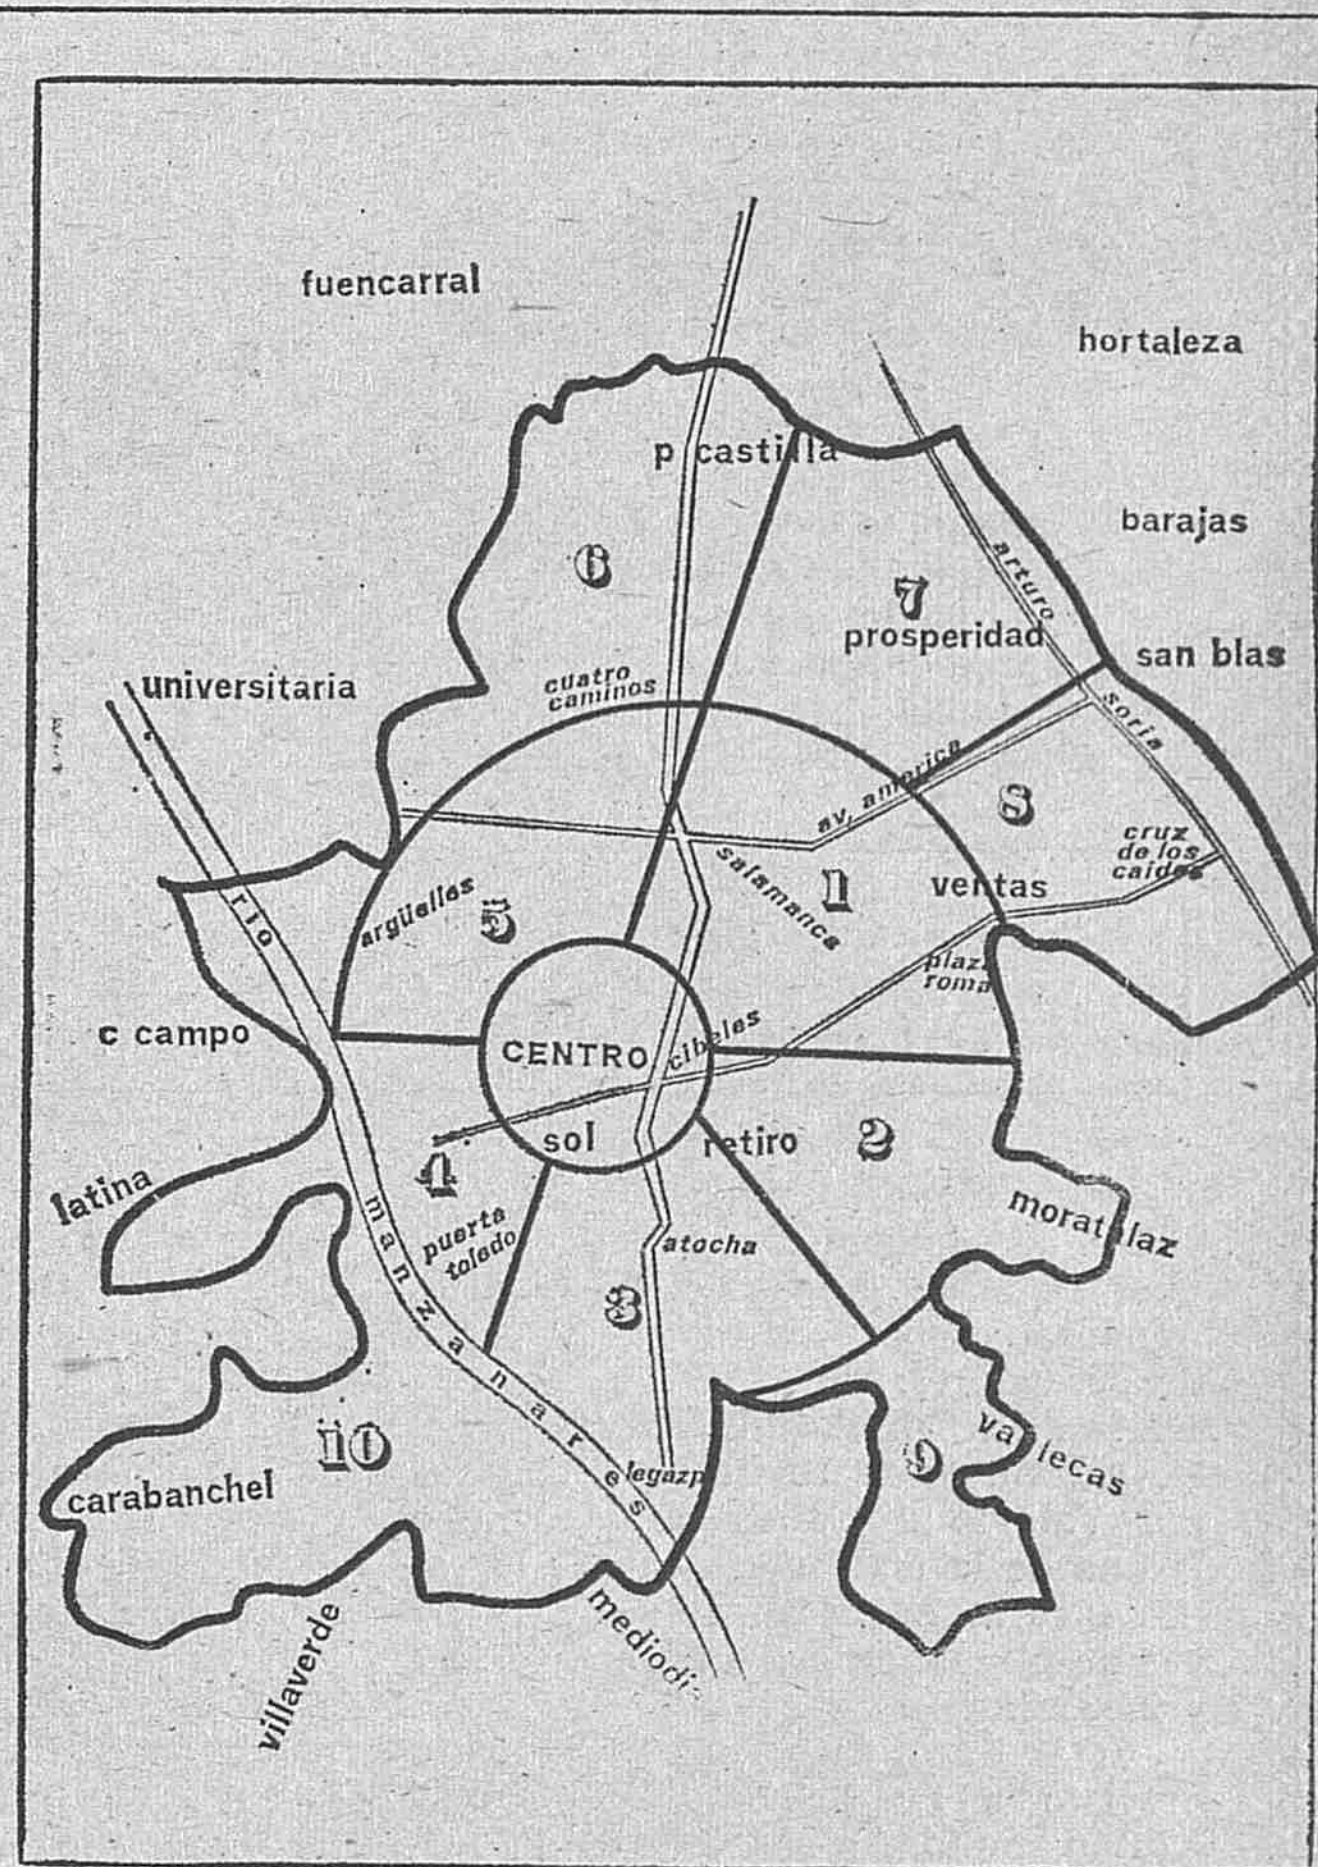 fuencarral
hortaleza
p castilla
barajas
6
arturo
7
prosperidad
san blas
universitaria
cuatro
caminos
soria
av. america
8
cruz
de los
caidos
salamanca
1
ventas
argüelles
5
rio
plaza
roma
c campo
CENTRO
cibeles
sol
retiro
2
4
latina
manzanares
moratalaz
puerta
toledo
atocha
3
vallecas
10
9
carabanchel
legazpi
villaverde
mediodi